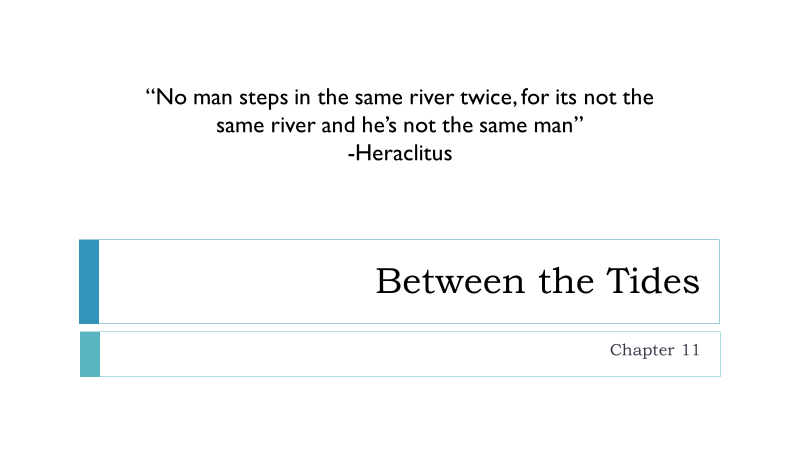 “No man steps in the same river twice, for its not the
same river and he’s not the same man”
-Heraclitus
Between the Tides
Chapter 11